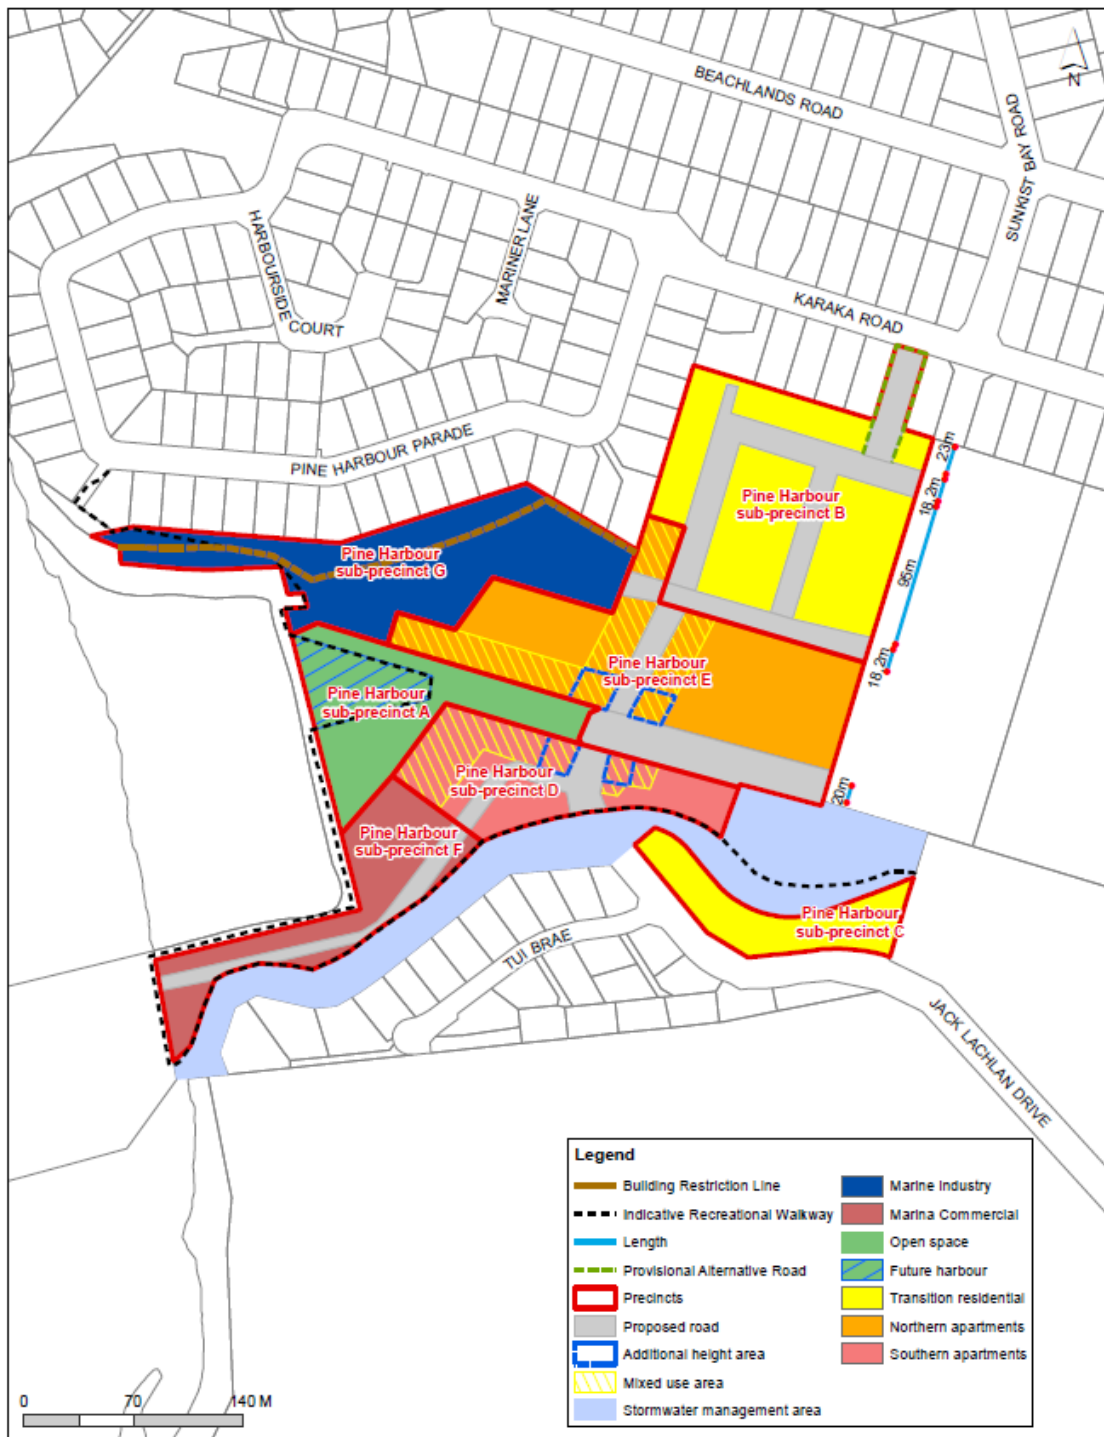 BEACHLANDS ROAD
SUNKIST BAY ROAD
N
HARBOURSIDE
COURT
MARINER LANE
KARAKA ROAD
PINE HARBOUR PARADE
23m
18.2m
95m
18.2m
20m
Pine Harbour
sub-precinct B
Pine Harbour
sub-precinct G
Pine Harbour
sub-precinct E
Pine Harbour
sub-precinct A
Pine Harbour
sub-precinct D
Pine Harbour
sub-precinct F
Pine Harbour
sub-precinct C
TUI BRAE
JACK LACHLAN DRIVE
Legend
Building Restriction Line
Indicative Recreational Walkway
Length
Provisional Alternative Road
Precincts
Proposed road
Additional height area
Mixed use area
Stormwater management area
Marine Industry
Marina Commercial
Open space
Future harbour
Transition residential
Northern apartments
Southern apartments
0 70 140 M